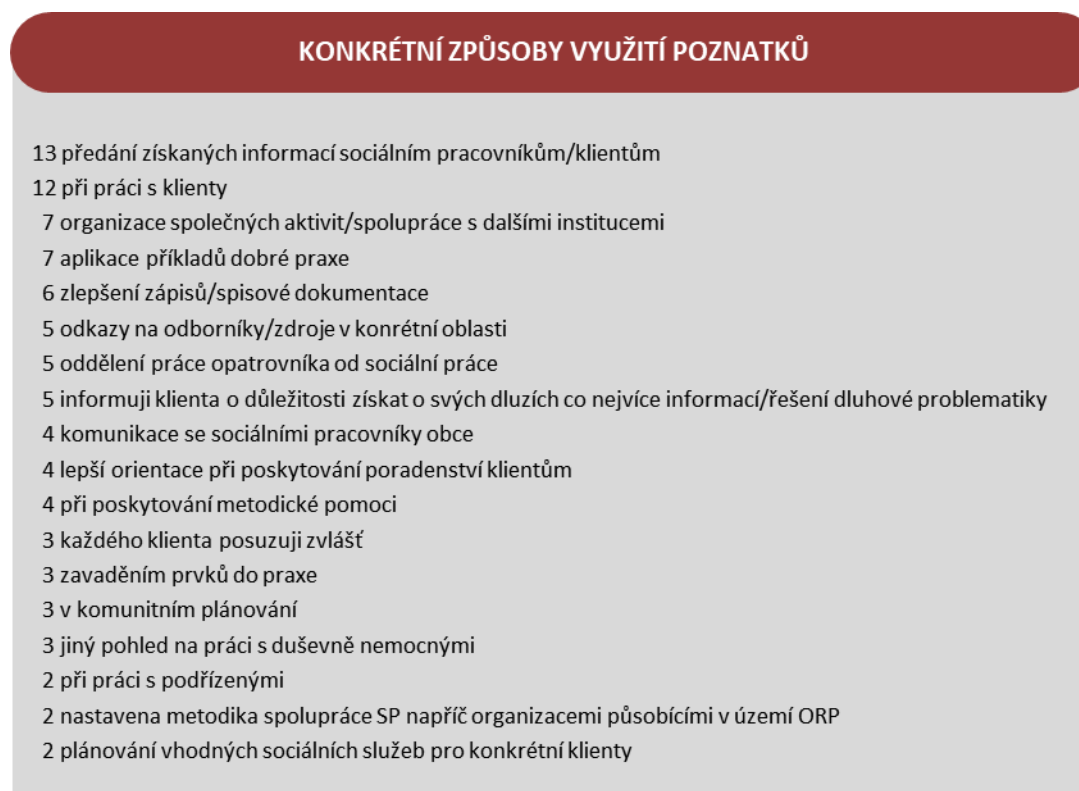 KONKRÉTNÍ ZPŮSOBY VYUŽITÍ POZNATKŮ
13 předání získaných informací sociálním pracovníkům/klientům
12 při práci s klienty
7 organizace společných aktivit/spolupráce s dalšími institucemi
7 aplikace příkladů dobré praxe
6 zlepšení zápisů/spisové dokumentace
5 odkazy na odborníky/zdroje v konrétní oblasti
5 oddělení práce opatrovníka od sociální práce
5 informuji klienta o důležitosti získat o svých dluzích co nejvíce informací/řešení dluhové problematiky
4 komunikace se sociálními pracovníky obce
4 lepší orientace při poskytování poradenství klientům
4 při poskytování metodické pomoci
3 každého klienta posuzuji zvlášť
3 zavaděním prvků do praxe
3 v komunitním plánování
3 jiný pohled na práci s duševně nemocnými
2 při práci s podřízenými
2 nastavena metodika spolupráce SP napříč organizacemi působícími v území ORP
2 plánování vhodných sociálních služeb pro konkrétní klienty